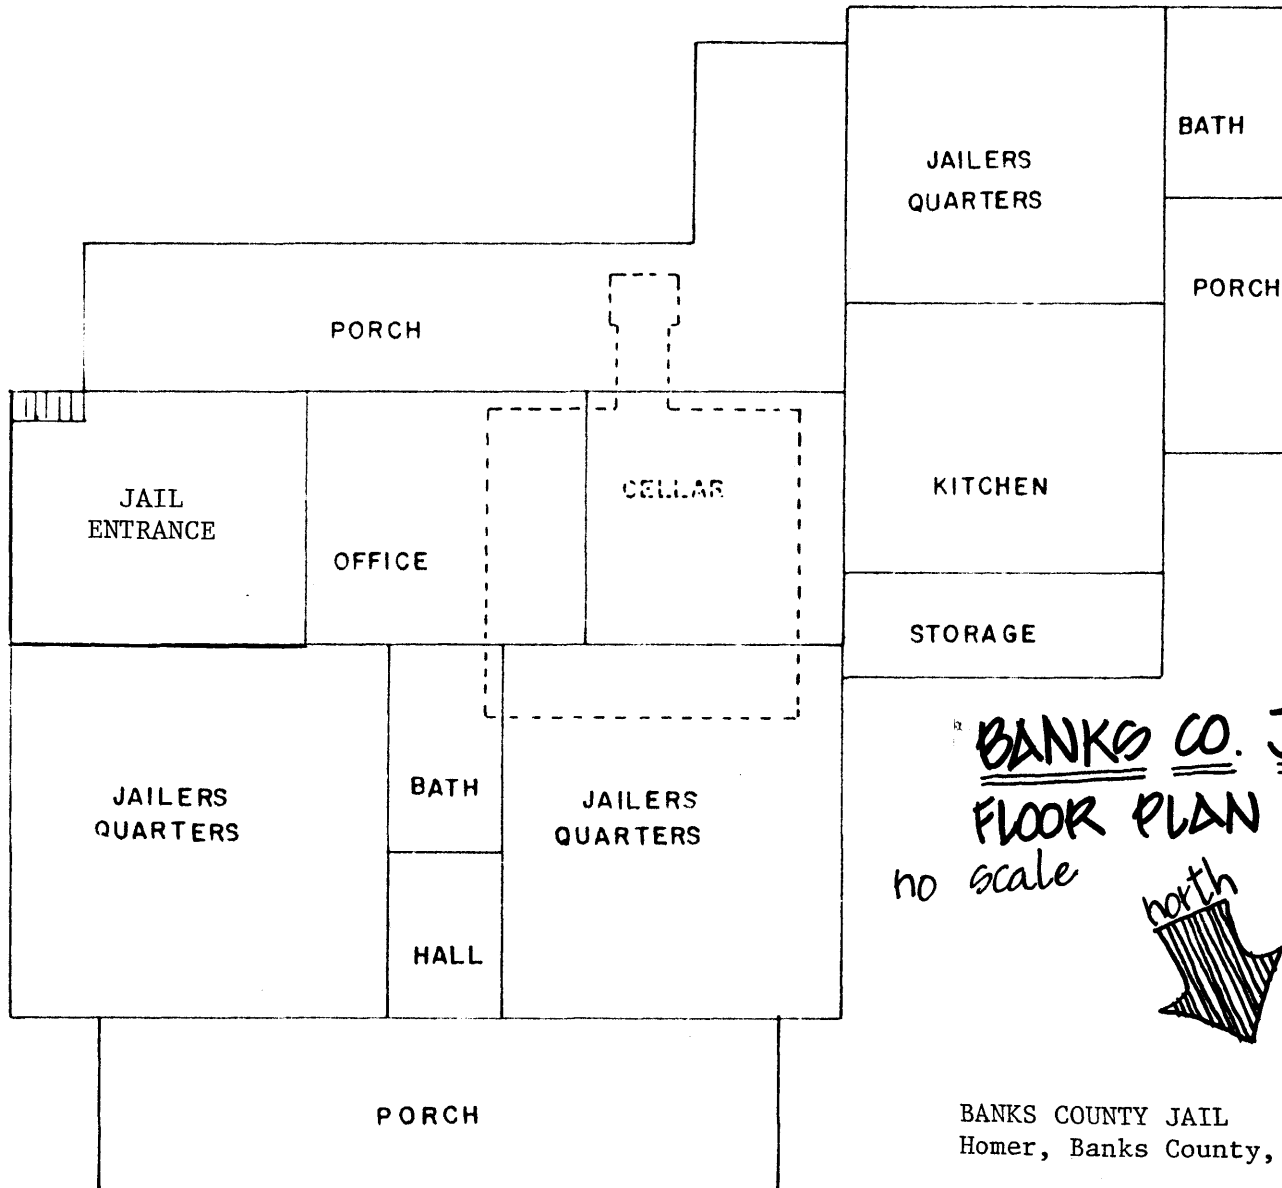 BATH
JAILERS
QUARTERS
PORCH
PORCH
CELLAR
KITCHEN
JAIL
ENTRANCE
OFFICE
STORAGE
BANKS CO. J
FLOOR PLAN
no scale
north
JAILERS
QUARTERS
BATH
JAILERS
QUARTERS
HALL
PORCH
BANKS COUNTY JAIL
Homer, Banks County,